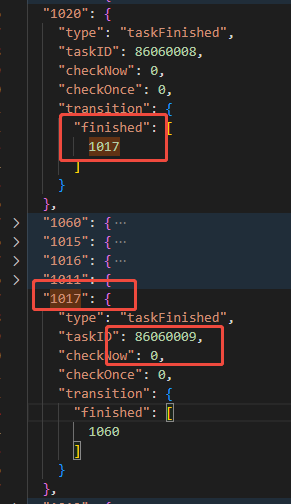 "1020": {
"type": "taskFinished",
"taskID": 86060008,
"checkNow": 0,
"checkOnce": 0,
"transition": {
"finished": [
1017
]
}
},
"1060": { ...
"1015": { ...
"1016": { ...
"1011": { ...
"1017": {
"type": "taskFinished",
"taskID": 86060009,
"checkNow": 0,
"checkOnce": 0,
"transition": {
"finished": [
1060
]
}
},